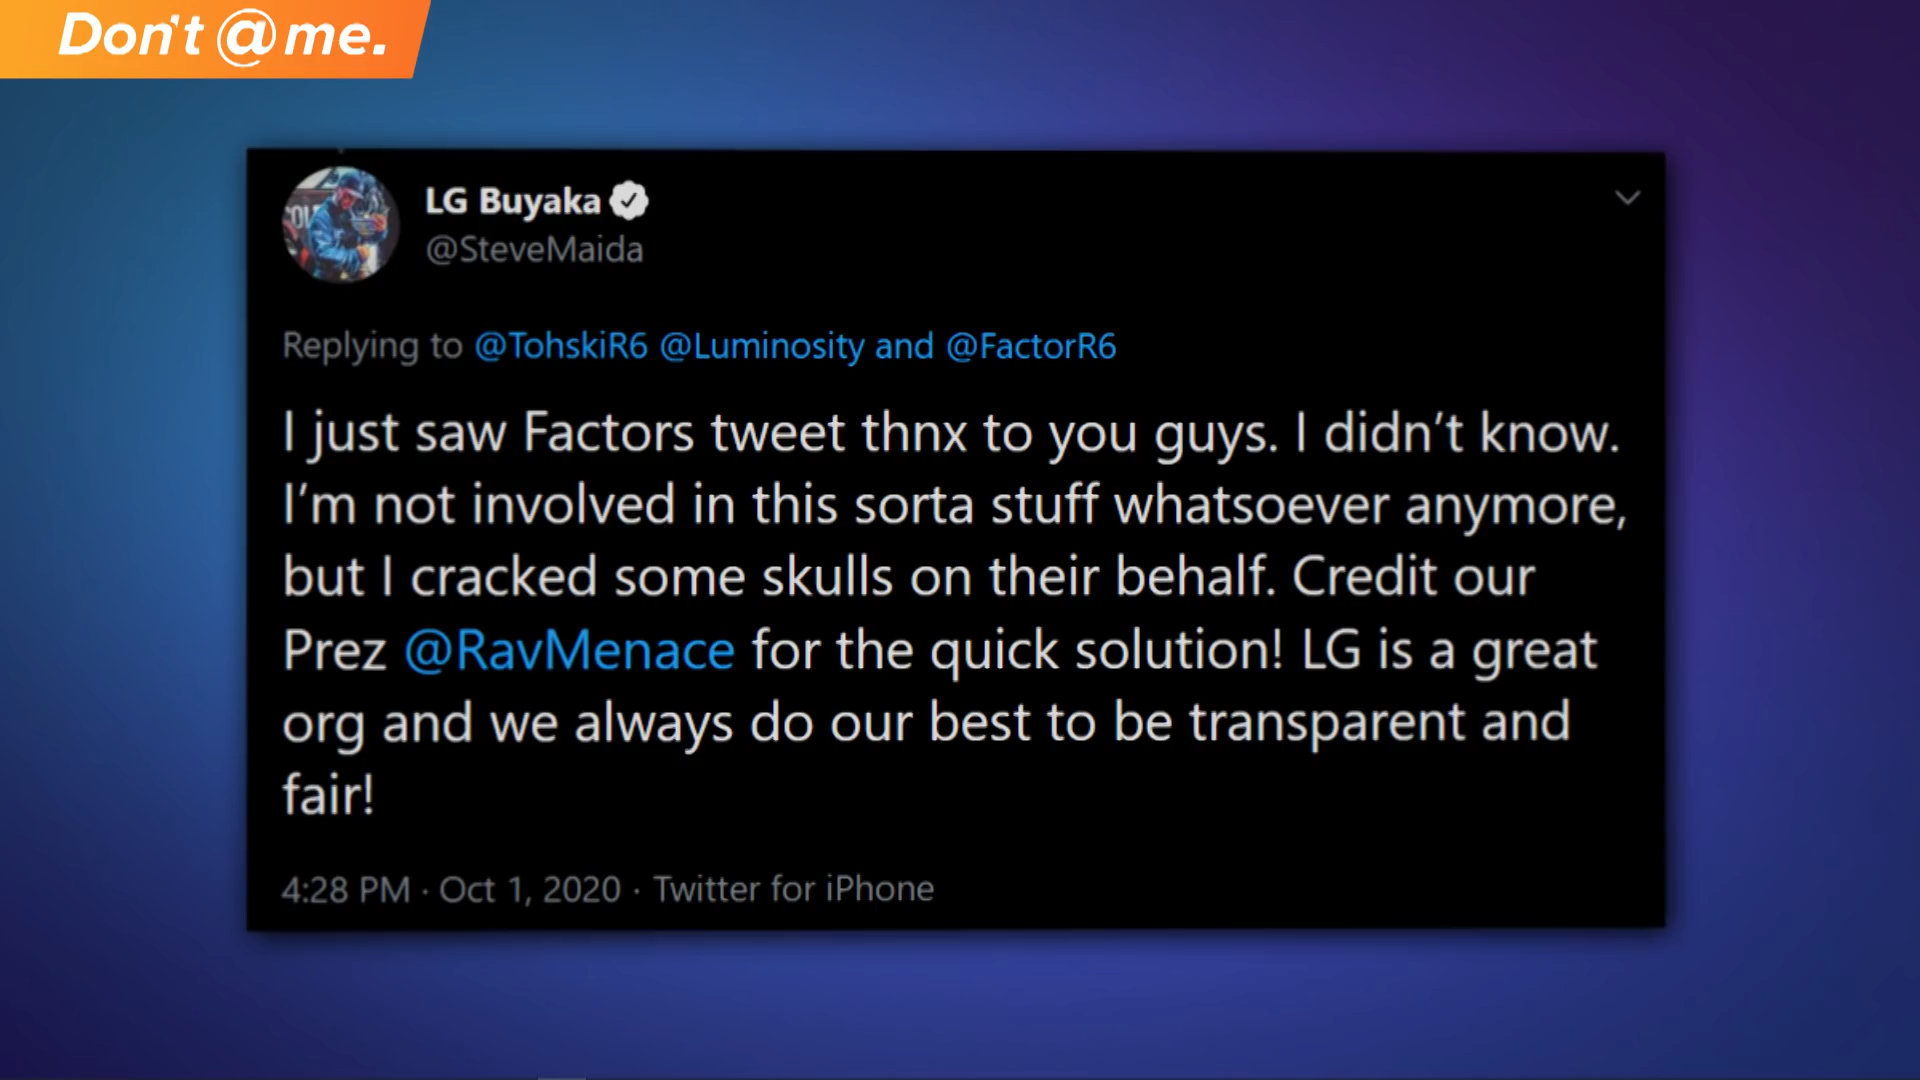 Don't @ me.
LG Buyaka
@SteveMaida
Replying to @TohskiR6 @Luminosity and @FactorR6
I just saw Factors tweet thnx to you guys. I didn’t know.
I’m not involved in this sorta stuff whatsoever anymore,
but I cracked some skulls on their behalf. Credit our
Prez @RavMenace for the quick solution! LG is a great
org and we always do our best to be transparent and
fair!
4:28 PM · Oct 1, 2020 · Twitter for iPhone